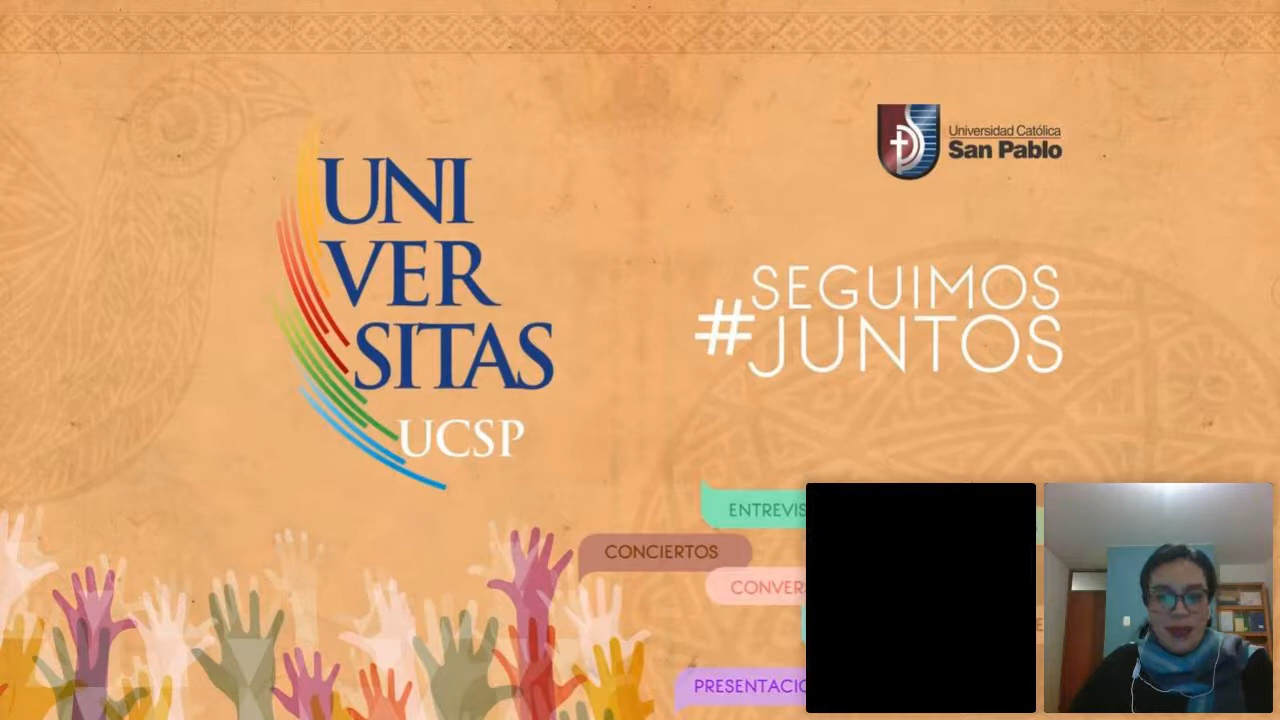 UNI
VER
SITAS
UCSP
Universidad Católica
San Pablo
#SEGUIMOS
JUNTOS
CONCIERTOS